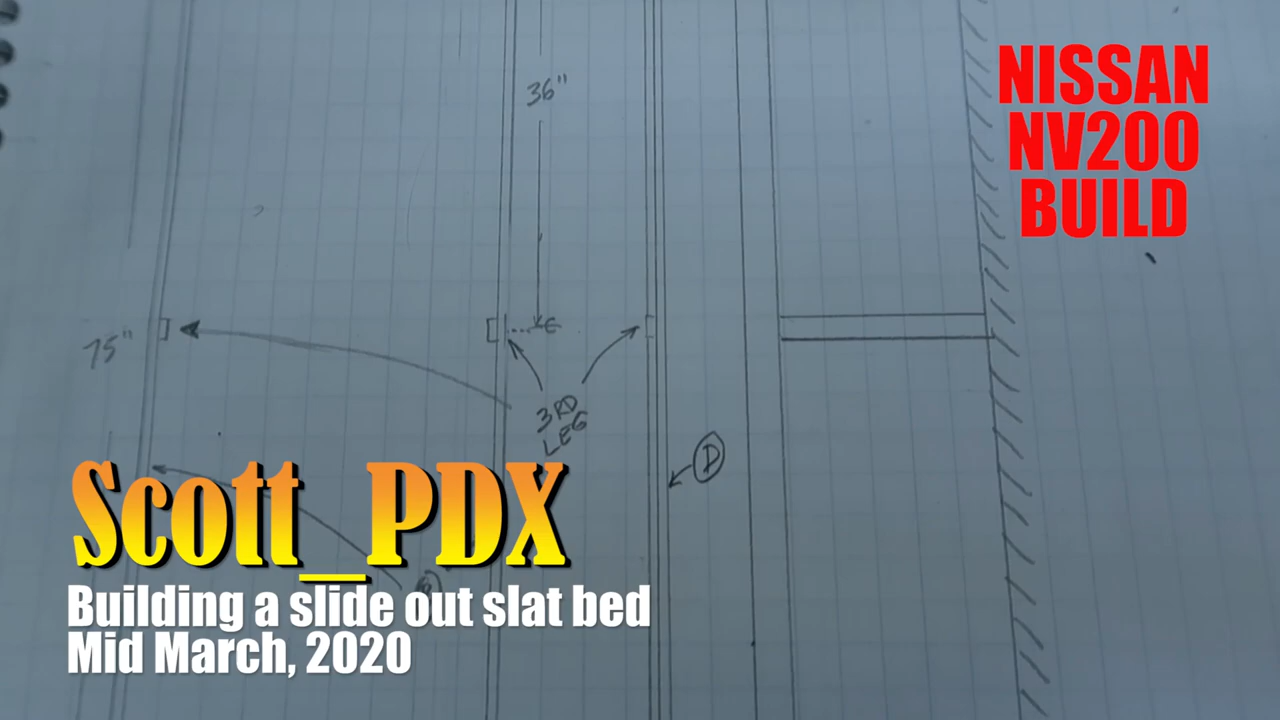 36"
NISSAN
NV200
BUILD
75"
3RD
LEG
D
Scott_PDX
Building a slide out slat bed
Mid March, 2020